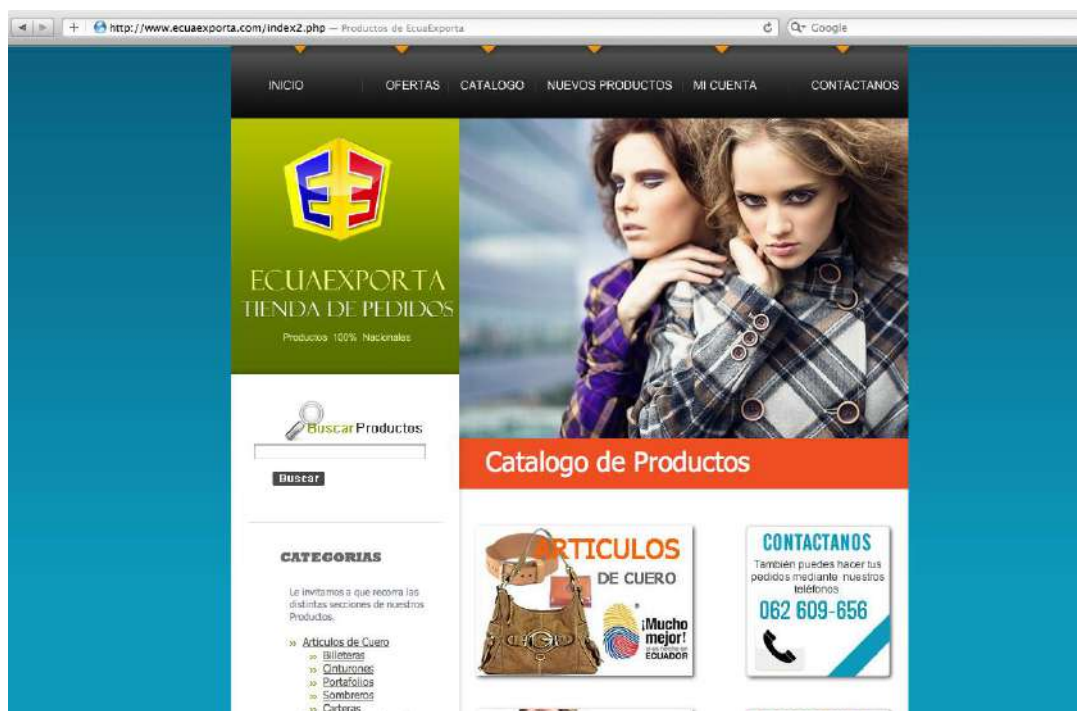 http://www.ecuaexporta.com/index2.php — Productos de EcuaExporta
Google
INICIO OFERTAS CATALOGO NUEVOS PRODUCTOS MI CUENTA CONTACTANOS
ECUAEXPORTA
TIENDA DE PEDIDOS
Productos 100% Nacionales
Buscar Productos
Buscar
Catalogo de Productos
CATEGORIAS
Le invitamos a que recorra las
distintas secciones de nuestros
Productos.
» Articulos de Cuero
» Billeteras
» Cinturones
» Portafolios
» Sombreros
» Carteras
ARTICULOS
DE CUERO
¡Mucho
mejor!
ECUADOR
CONTACTANOS
También puedes hacer tus
pedidos mediante nuestros
teléfonos
062 609-656